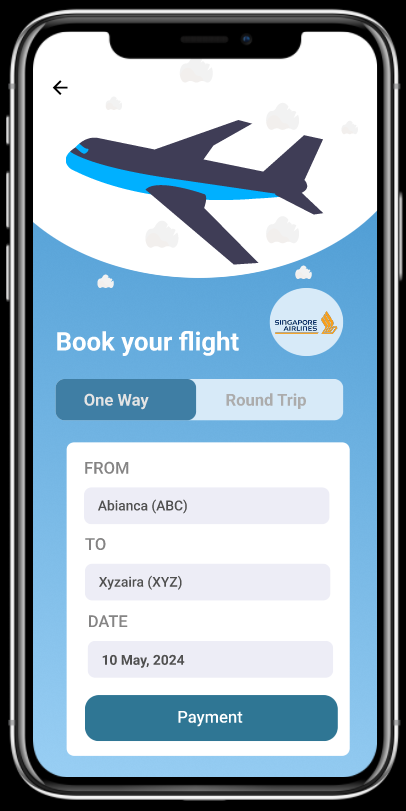 SINGAPORE
AIRLINES
Book your flight
One Way
Round Trip
FROM
Abianca (ABC)
TO
Xyzaira (XYZ)
DATE
10 May, 2024
Payment